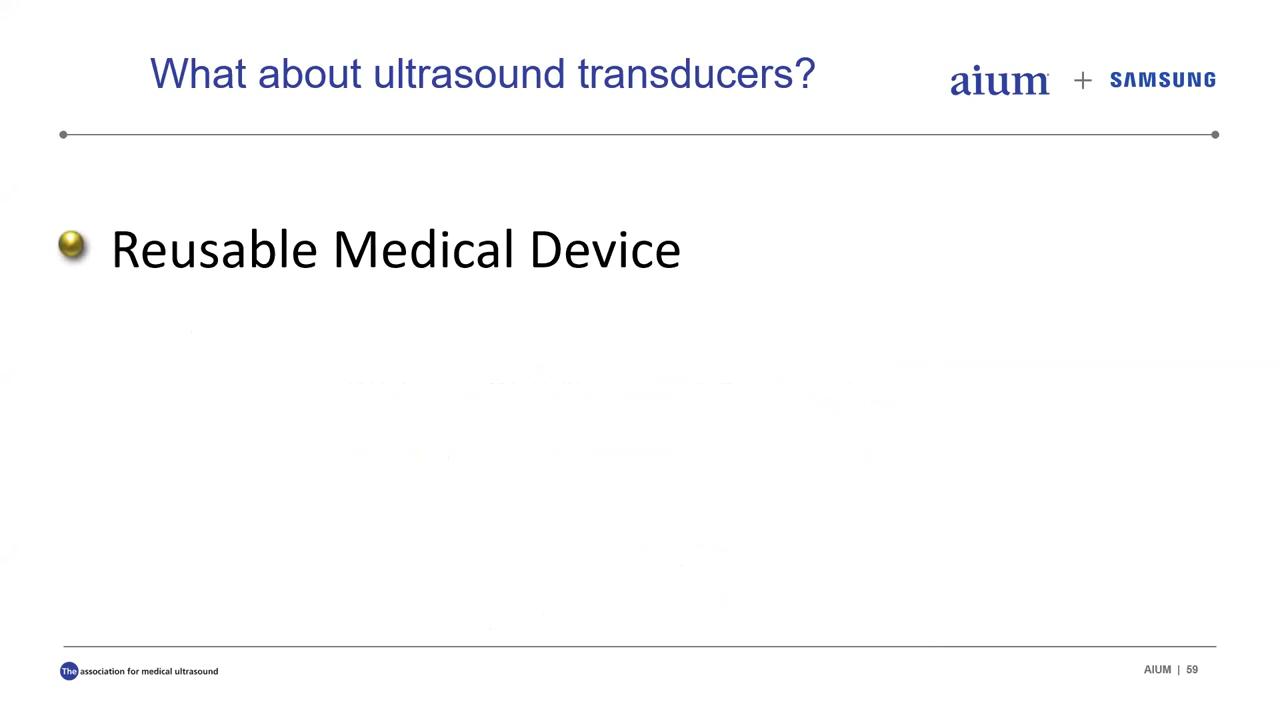 What about ultrasound transducers?
aium + SAMSUNG
Reusable Medical Device
The association for medical ultrasound
AIUM | 59